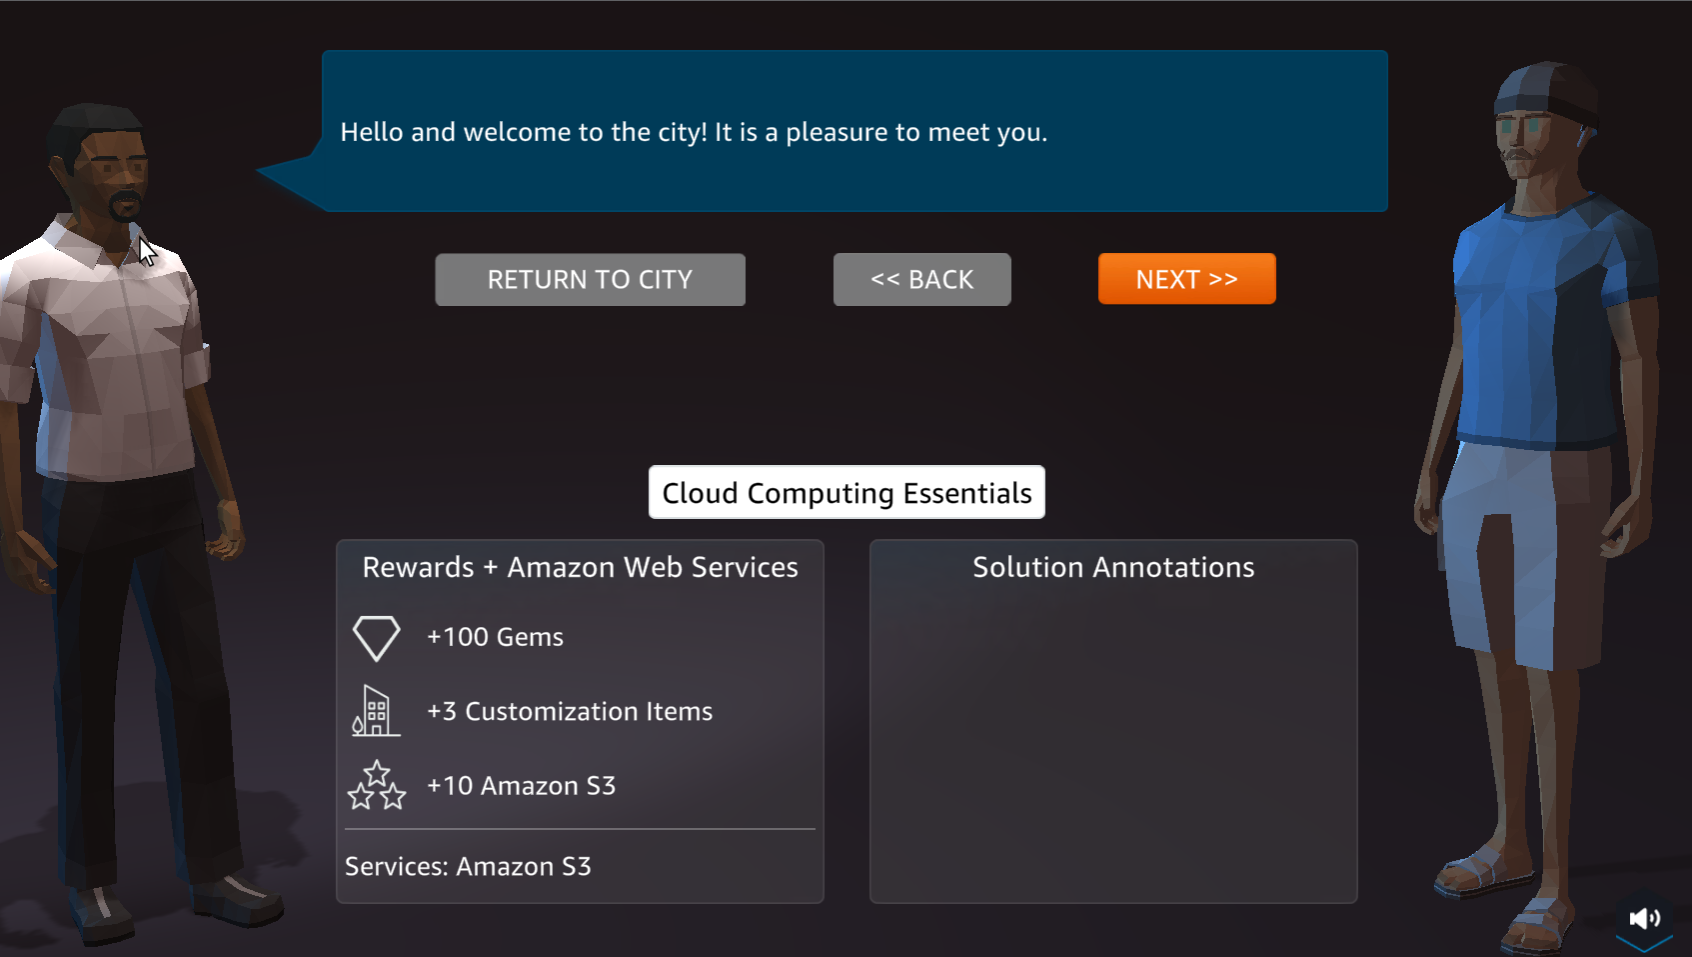 Hello and welcome to the city! It is a pleasure to meet you.
RETURN TO CITY
<< BACK
NEXT >>
Cloud Computing Essentials
Rewards + Amazon Web Services
+100 Gems
+3 Customization Items
+10 Amazon S3
Services: Amazon S3
Solution Annotations